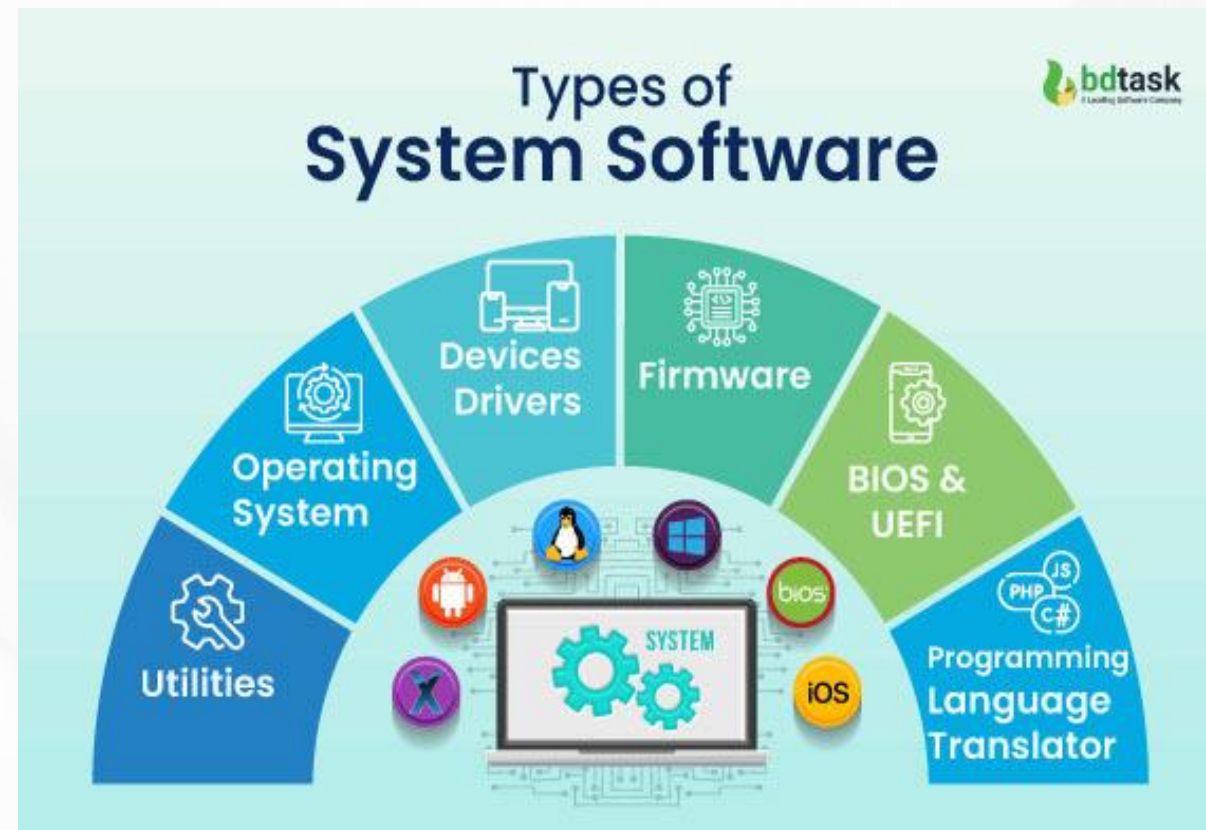 Types of
System Software
bdtask
Utilities
Operating
System
Devices
Drivers
Firmware
BIOS &
UEFI
JS
PHP
C#
Programming
Language
Translator
X
bios
iOS
SYSTEM